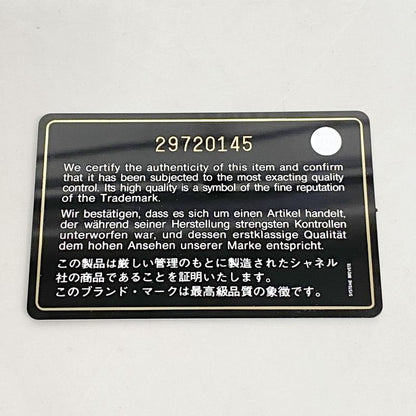 29720145
We certify the authenticity of this item and confirm
that it has been subjected to the most exacting quality
control. Its high quality is a symbol of the fine reputation
of the Trademark.
Wir bestätigen, dass es sich um einen Artikel handelt,
der während seiner Herstellung strengsten Kontrollen
unterworfen war, und dessen erstklassige Qualität
dem hohen Ansehen unserer Marke entspricht.
この製品は厳しい管理のもとに製造されたシャネル
社の商品であることを証明いたします。
このブランド・マークは最高級品質の象徴です。